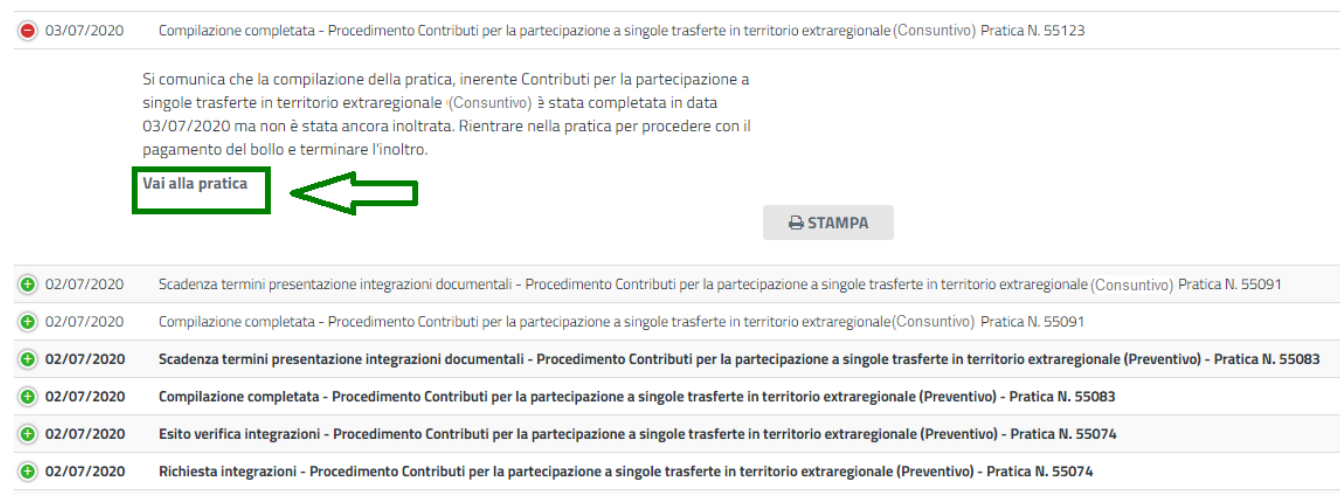 03/07/2020 Compilazione completata - Procedimento Contributi per la partecipazione a singole trasferte in territorio extraregionale (Consuntivo) Pratica N. 55123
Si comunica che la compilazione della pratica, inerente Contributi per la partecipazione a
singole trasferte in territorio extraregionale (Consuntivo) è stata completata in data
03/07/2020 ma non è stata ancora inoltrata. Rientrare nella pratica per procedere con il
pagamento del bollo e terminare l'inoltro.
Vai alla pratica
STAMPA
02/07/2020 Scadenza termini presentazione integrazioni documentali - Procedimento Contributi per la partecipazione a singole trasferte in territorio extraregionale (Consuntivo) Pratica N. 55091
02/07/2020 Compilazione completata - Procedimento Contributi per la partecipazione a singole trasferte in territorio extraregionale(Consuntivo) Pratica N. 55091
02/07/2020 Scadenza termini presentazione integrazioni documentali - Procedimento Contributi per la partecipazione a singole trasferte in territorio extraregionale (Preventivo) - Pratica N. 55083
02/07/2020 Compilazione completata - Procedimento Contributi per la partecipazione a singole trasferte in territorio extraregionale (Preventivo) - Pratica N. 55083
02/07/2020 Esito verifica integrazioni - Procedimento Contributi per la partecipazione a singole trasferte in territorio extraregionale (Preventivo) - Pratica N. 55074
02/07/2020 Richiesta integrazioni - Procedimento Contributi per la partecipazione a singole trasferte in territorio extraregionale (Preventivo) - Pratica N. 55074